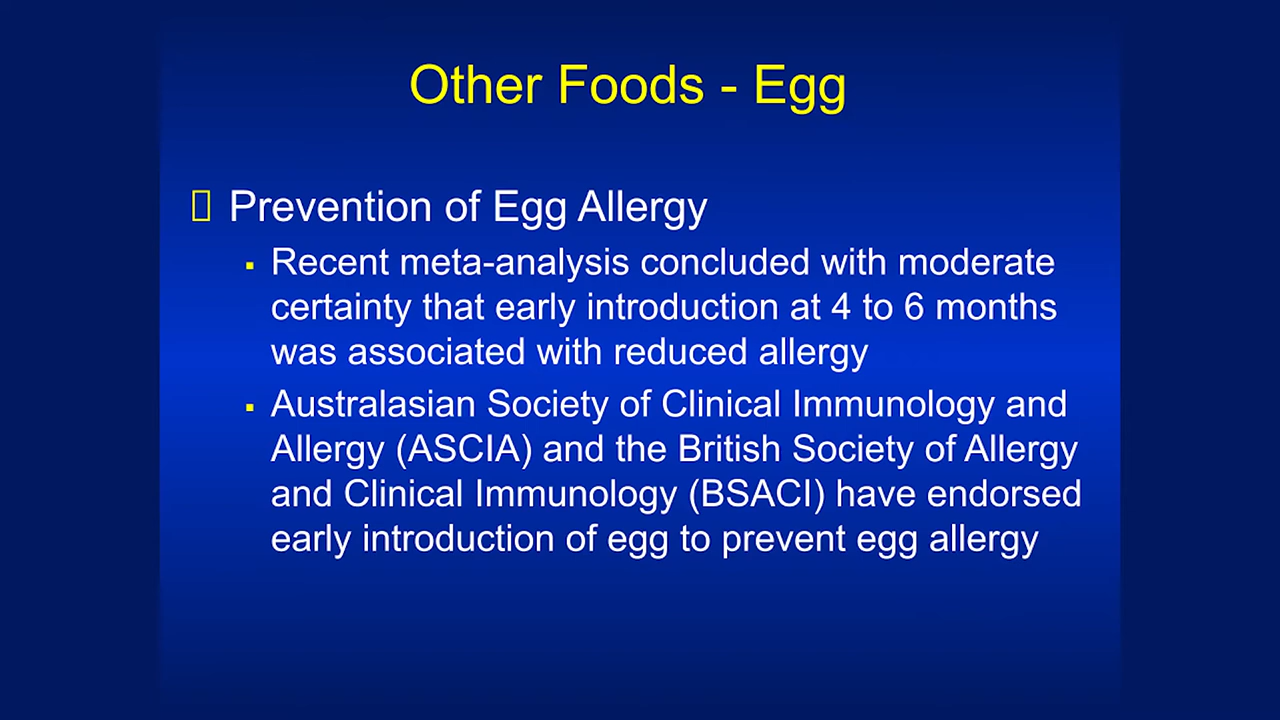 Other Foods - Egg
Prevention of Egg Allergy
▪ Recent meta-analysis concluded with moderate
certainty that early introduction at 4 to 6 months
was associated with reduced allergy
▪ Australasian Society of Clinical Immunology and
Allergy (ASCIA) and the British Society of Allergy
and Clinical Immunology (BSACI) have endorsed
early introduction of egg to prevent egg allergy